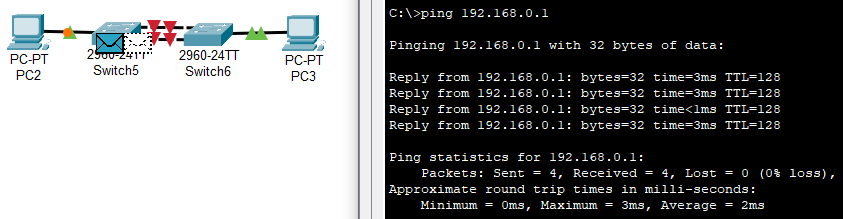 PC-PT
PC2
2960-24TT
Switch5
2960-24TT
Switch6
PC-PT
PC3
C:\>ping 192.168.0.1
Pinging 192.168.0.1 with 32 bytes of data:
Reply from 192.168.0.1: bytes=32 time=3ms TTL=128
Reply from 192.168.0.1: bytes=32 time=3ms TTL=128
Reply from 192.168.0.1: bytes=32 time<1ms TTL=128
Reply from 192.168.0.1: bytes=32 time=3ms TTL=128
Ping statistics for 192.168.0.1:
Packets: Sent = 4, Received = 4, Lost = 0 (0% loss),
Approximate round trip times in milli-seconds:
Minimum = 0ms, Maximum = 3ms, Average = 2ms